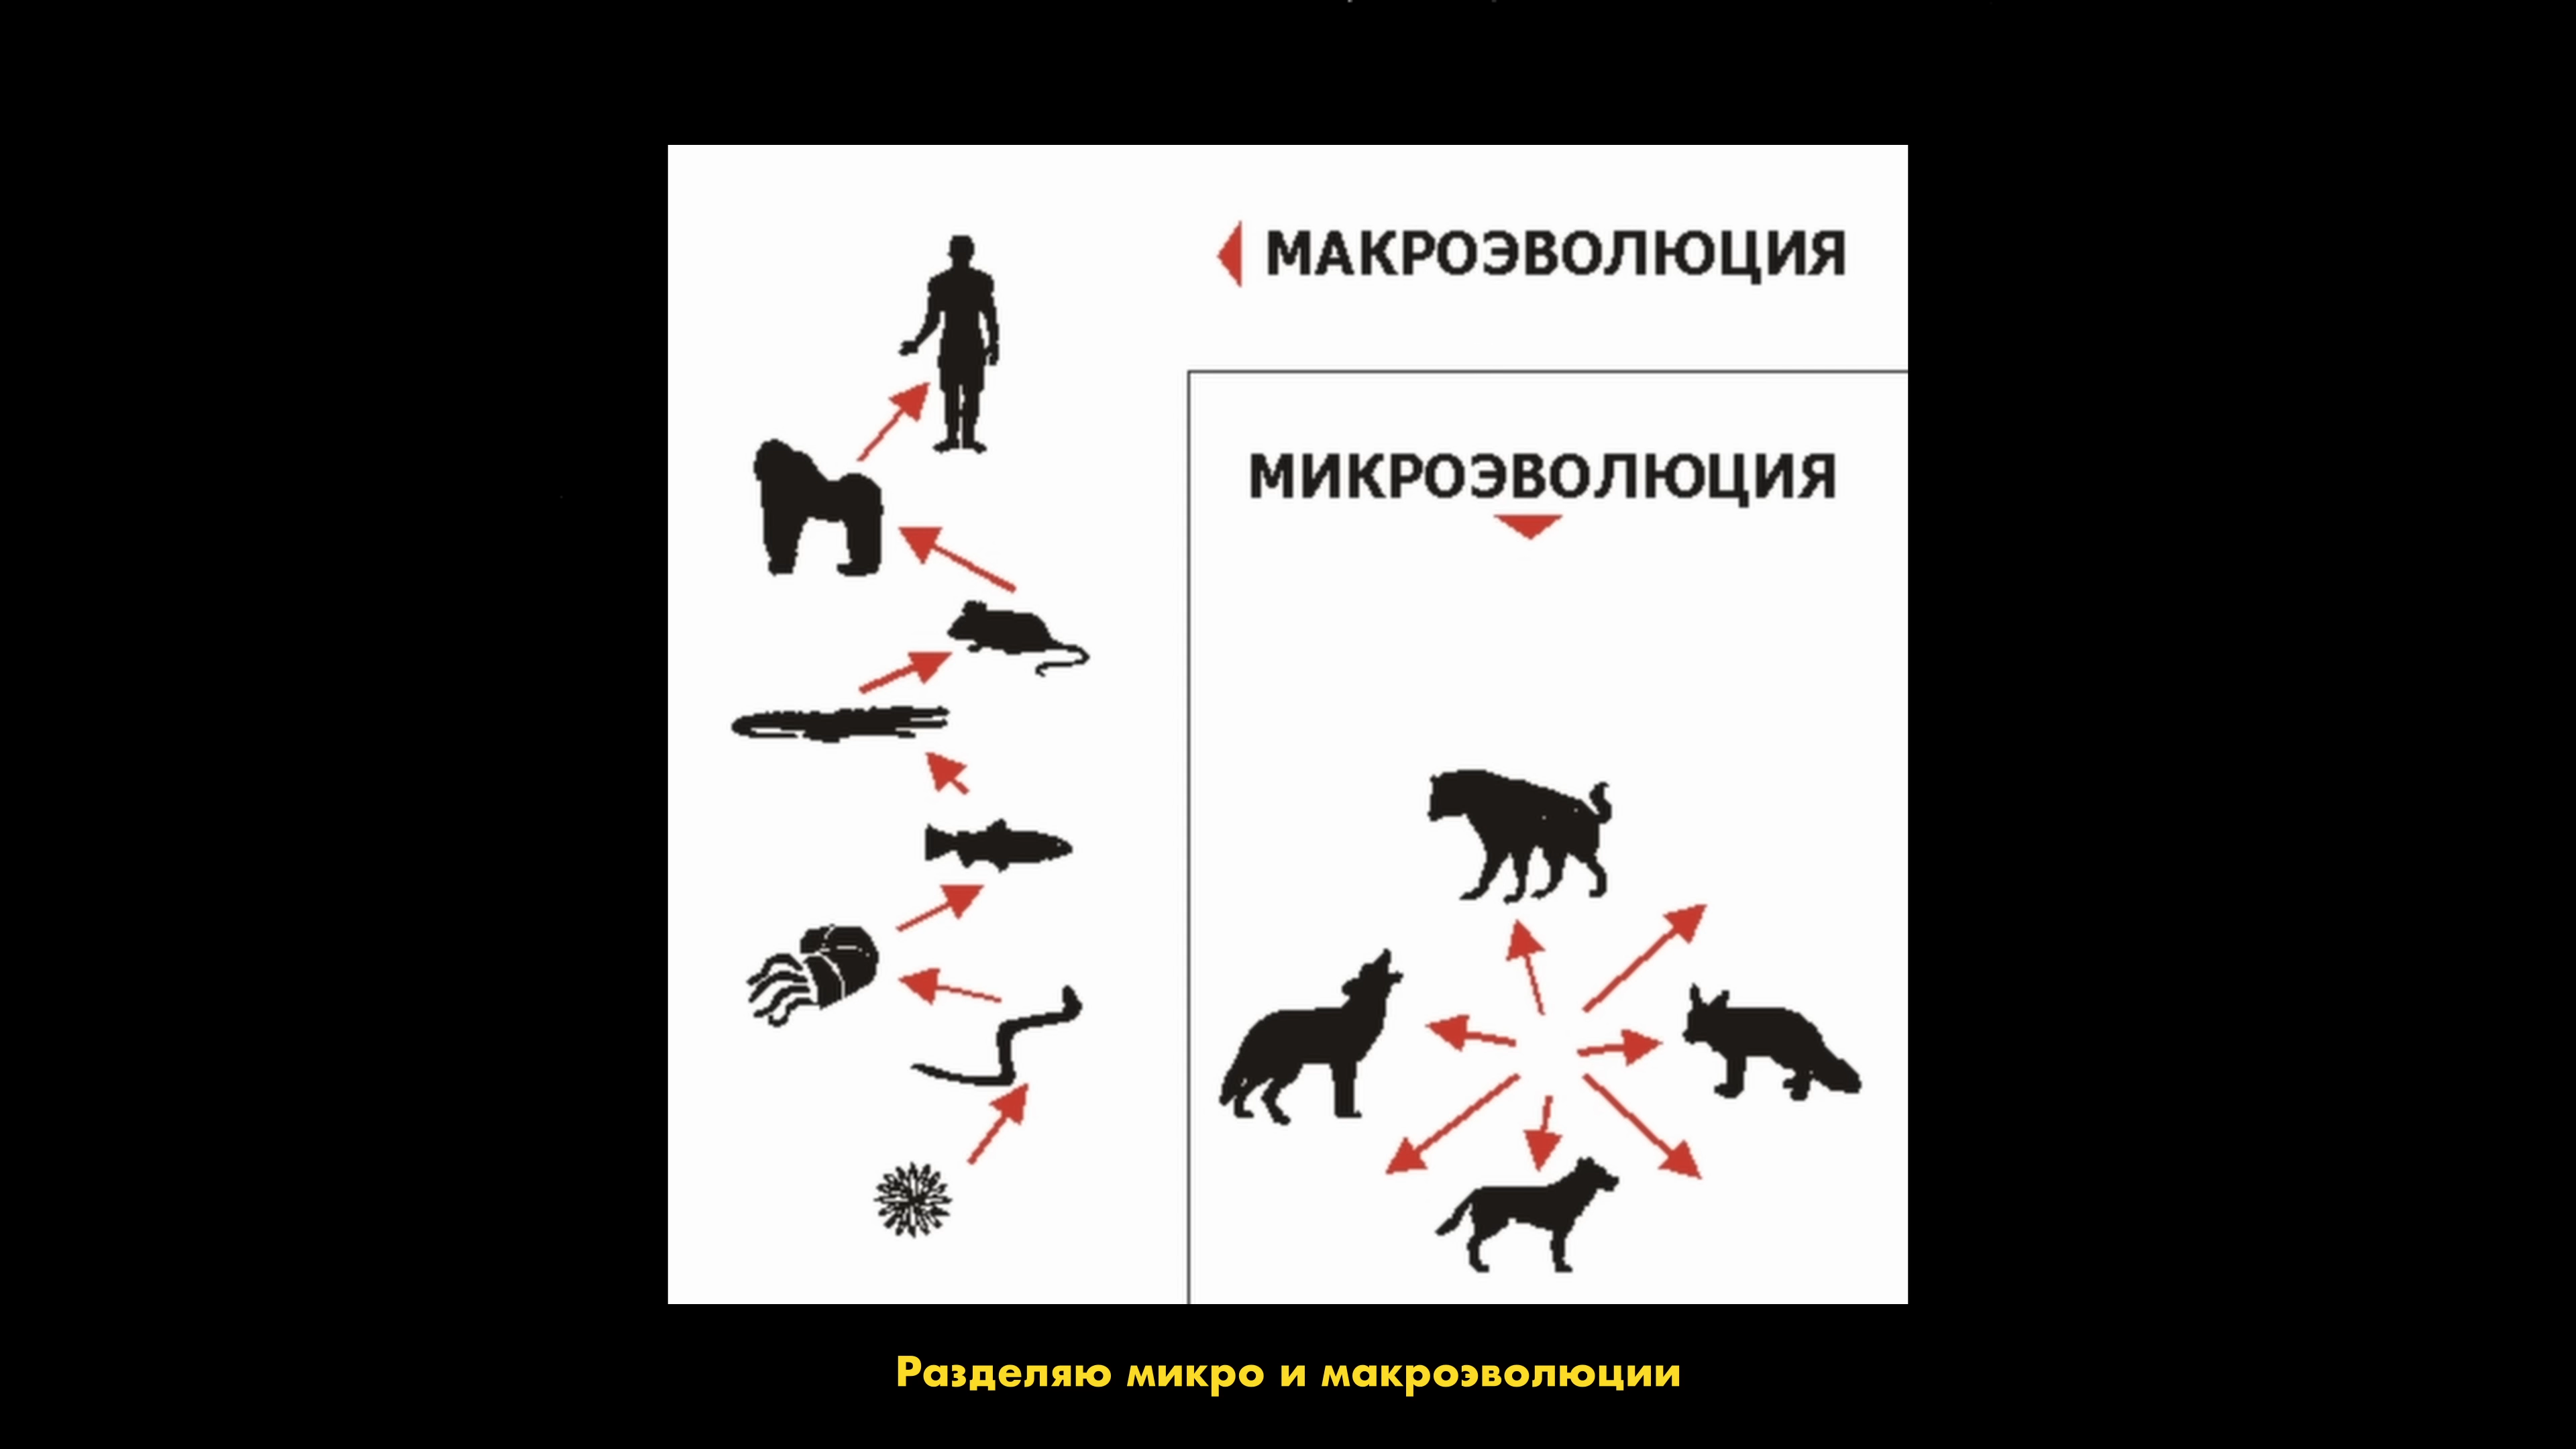 МАКРОЭВОЛЮЦИЯ
МИКРОЭВОЛЮЦИЯ
Разделяю микро и макроэволюции